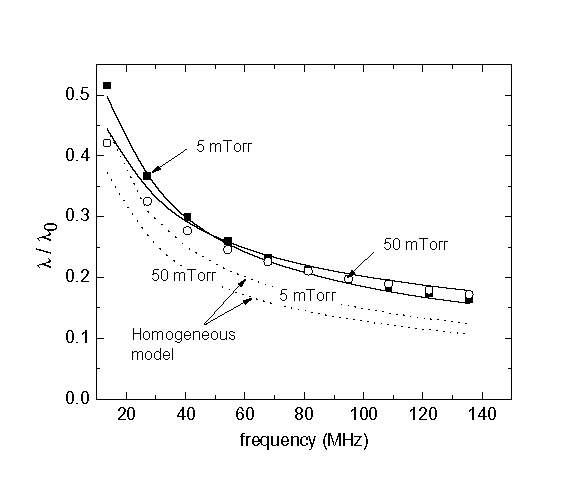 0.5
0.4
0.3
0.2
0.1
0.0
λ / λ0
5 mTorr
50 mTorr
50 mTorr
5 mTorr
Homogeneous
model
20 40 60 80 100 120 140
frequency (MHz)